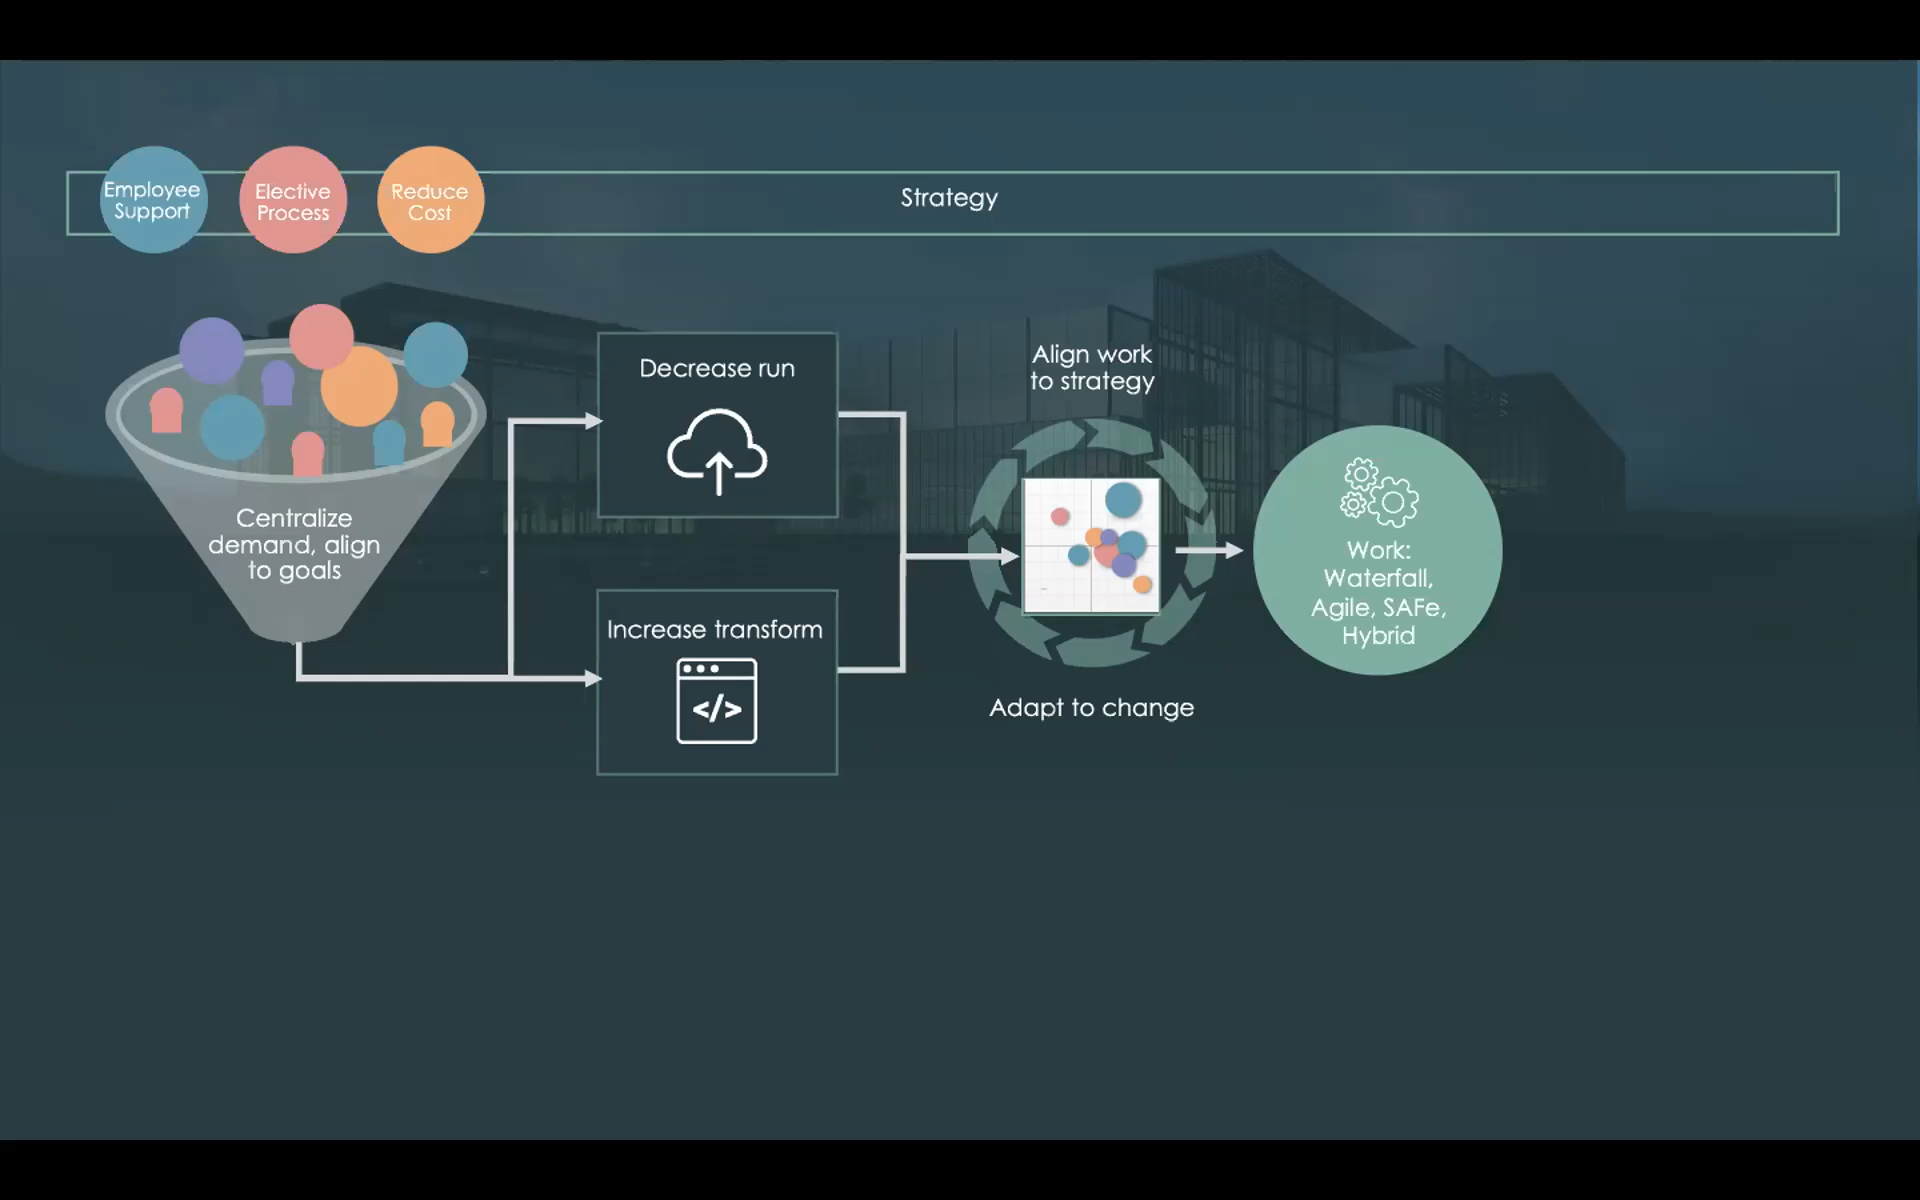 Employee
Support
Elective
Process
Reduce
Cost
Strategy
Centralize
demand, align
to goals
Decrease run
Increase transform
</>
Align work
to strategy
Adapt to change
Work:
Waterfall,
Agile, SAFe,
Hybrid